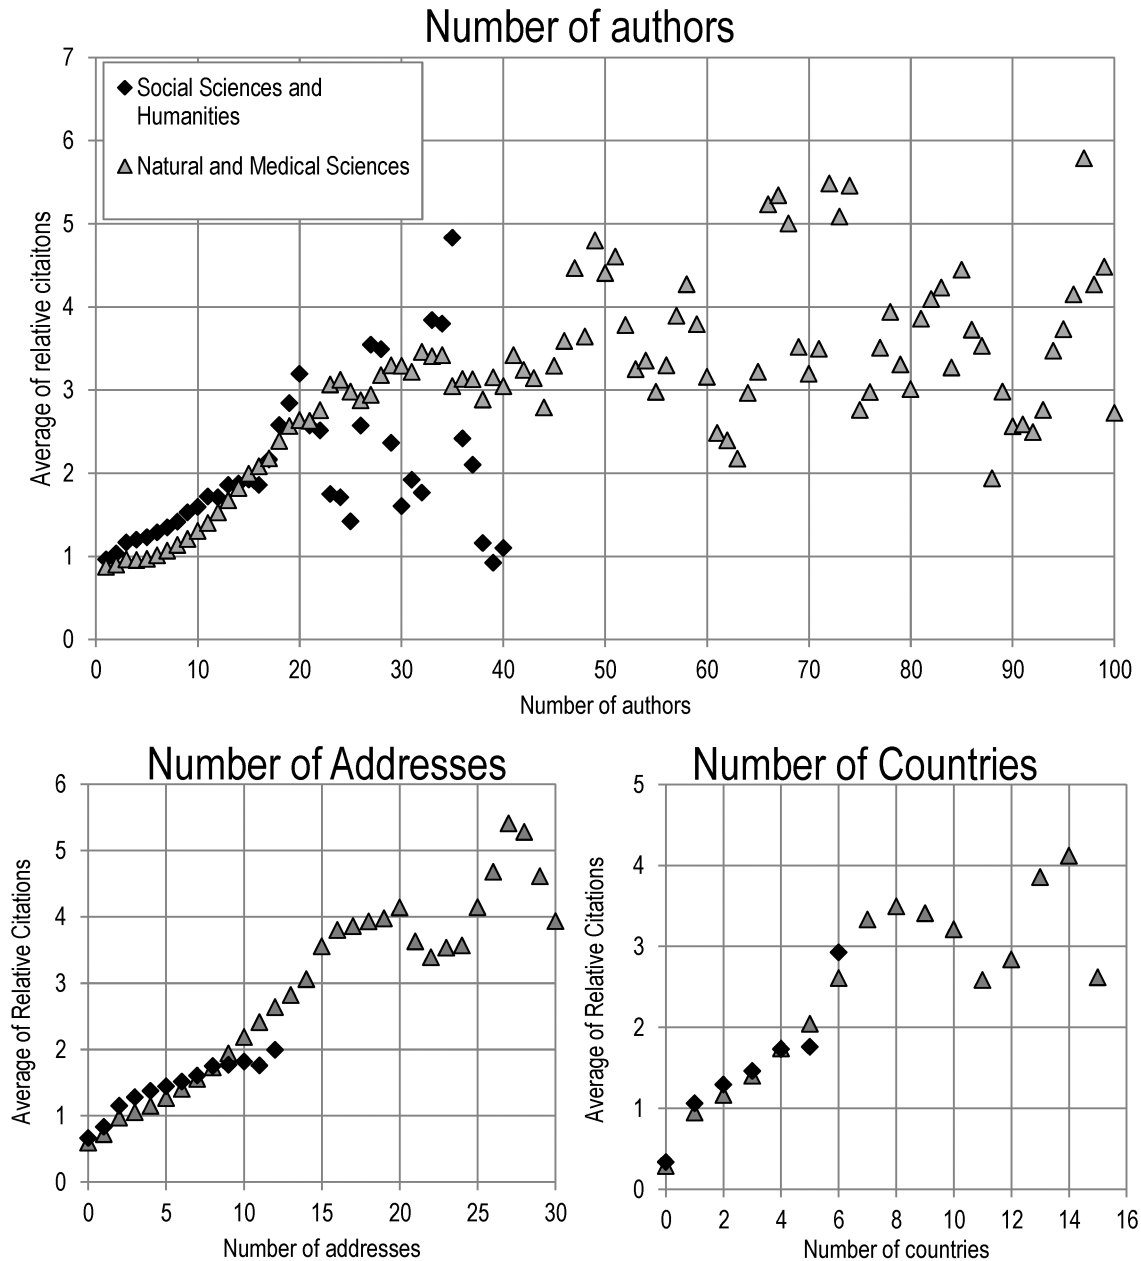 Number of authors
7
6
5
4
3
2
1
0
Average of relative citaitons
Social Sciences and
Humanities
Natural and Medical Sciences
0 10 20 30 40 50 60 70 80 90 100
Number of authors
Number of Addresses
6
5
4
3
2
1
0
Average of Relative Citations
0 5 10 15 20 25 30
Number of addresses
Number of Countries
5
4
3
2
1
0
Average of Relative Citations
0 2 4 6 8 10 12 14 16
Number of countries